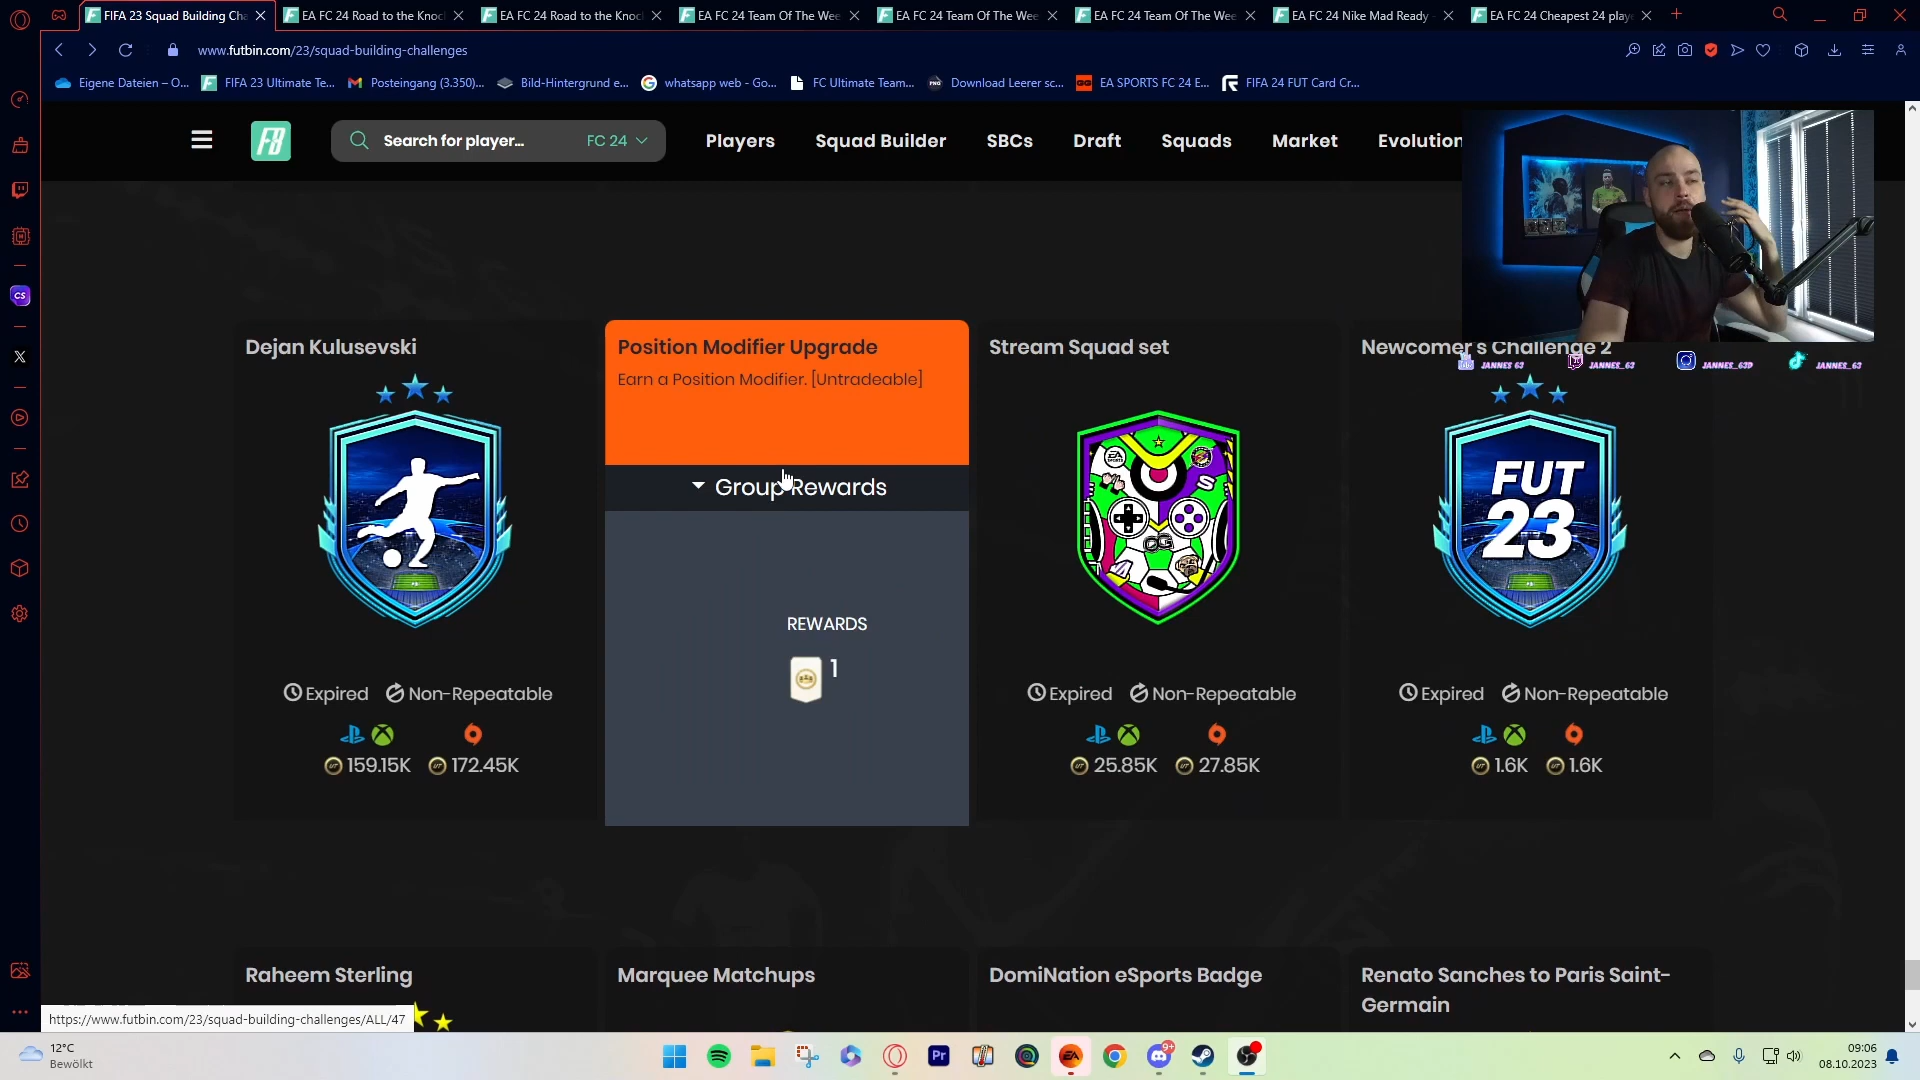 FIFA 23 Squad Building Cha
EA FC 24 Road to the Knoc
EA FC 24 Road to the Knoc
EA FC 24 Team Of The Wee
EA FC 24 Team Of The Wee
EA FC 24 Team Of The Wee
EA FC 24 Nike Mad Ready -
EA FC 24 Cheapest 24 playe
www.futbin.com/23/squad-building-challenges
Eigene Dateien – O...
FIFA 23 Ultimate Te...
Posteingang (3.350)...
Bild-Hintergrund e...
whatsapp web - Go...
FC Ultimate Team...
Download Leerer sc...
EA SPORTS FC 24 E...
FIFA 24 FUT Card Cr...
Search for player...
FC 24
Players
Squad Builder
SBCs
Draft
Squads
Market
Evolution
Dejan Kulusevski
Position Modifier Upgrade
Earn a Position Modifier. [Untradeable]
Stream Squad set
Newcomer's Challenge 2
JANNES 63
JANNES_63
JANNES_63D
JANNES_63
Group Rewards
REWARDS
1
FUT
23
Expired
Non-Repeatable
159.15K
172.45K
Expired
Non-Repeatable
25.85K
27.85K
Expired
Non-Repeatable
1.6K
1.6K
Raheem Sterling
Marquee Matchups
DomiNation eSports Badge
Renato Sanches to Paris Saint-
Germain
https://www.futbin.com/23/squad-building-challenges/ALL/47
12°C
Bewölkt
09:06
08.10.2023